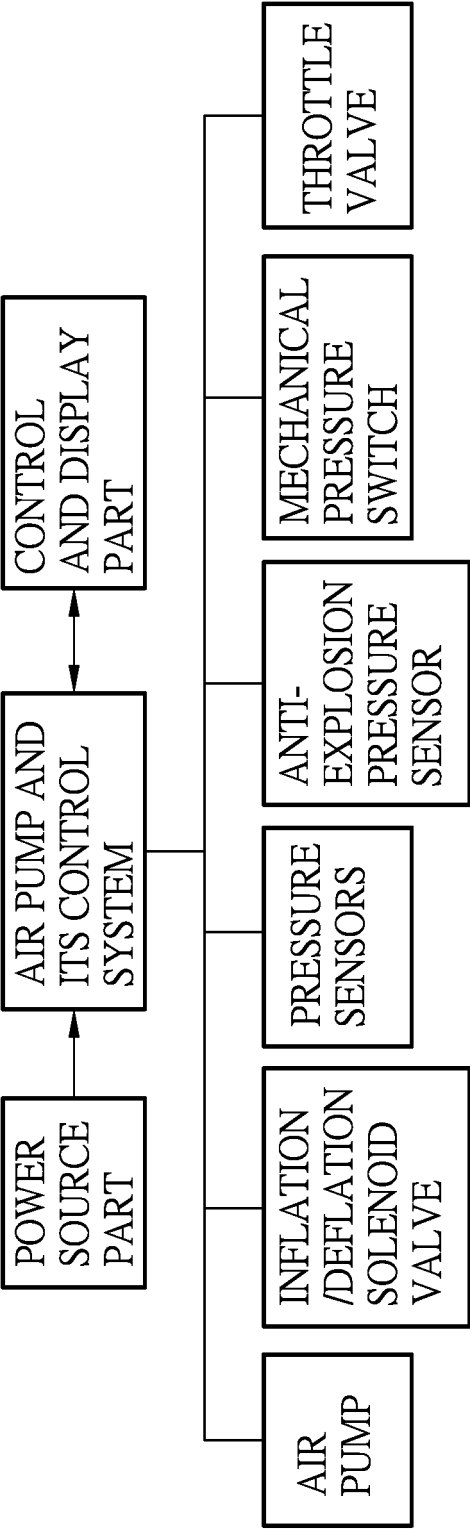 POWER
SOURCE
PART
AIR PUMP AND
ITS CONTROL
SYSTEM
CONTROL
AND DISPLAY
PART
AIR
PUMP
INFLATION
/DEFLATION
SOLENOID
VALVE
PRESSURE
SENSORS
ANTI-
EXPLOSION
PRESSURE
SENSOR
MECHANICAL
PRESSURE
SWITCH
THROTTLE
VALVE